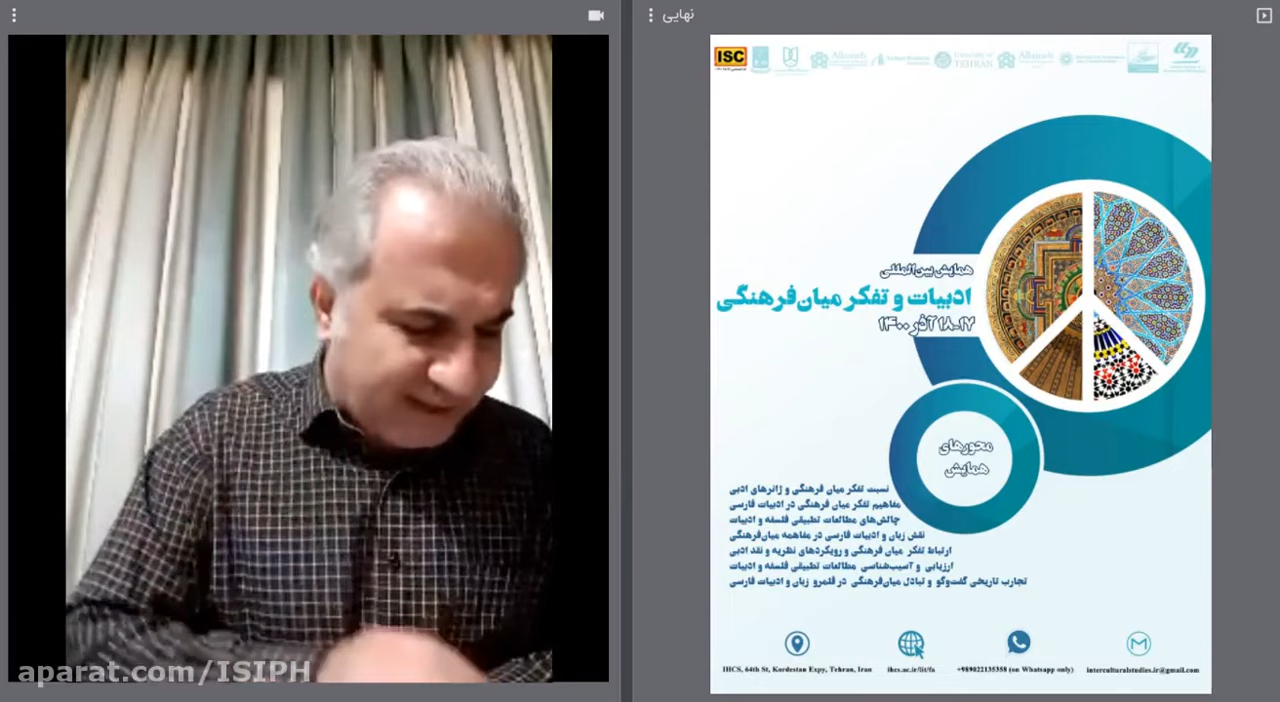 نهایی
ISC
UNIVERSITY OF
TEHRAN
Allameh
همایش بین‌المللی
ادبیات و تفکر میان‌فرهنگی
۱۷-۱۸ آذر ۱۴۰۰
محورهای
همایش
نسبت تفکر میان فرهنگی و ژانرهای ادبی
مفاهیم تفکر میان فرهنگی در ادبیات فارسی
چالش‌های مطالعات تطبیقی فلسفه و ادبیات
نقش زبان و ادبیات فارسی در مفاهمه میان‌فرهنگی
ارتباط تفکر میان فرهنگی و رویکردهای نظریه و نقد ادبی
ارزیابی و آسیب‌شناسی مطالعات تطبیقی فلسفه و ادبیات
تجارب تاریخی گفت‌وگو و تبادل میان‌فرهنگی در قلمرو زبان و ادبیات فارسی
IHCS, 64th St, Kordestan Expy, Tehran, Iran
ihcs.ac.ir/lit/fa
+989022135358 (on Whatsapp only)
interculturalstudies.ir@gmail.com
aparat.com/ISIPH